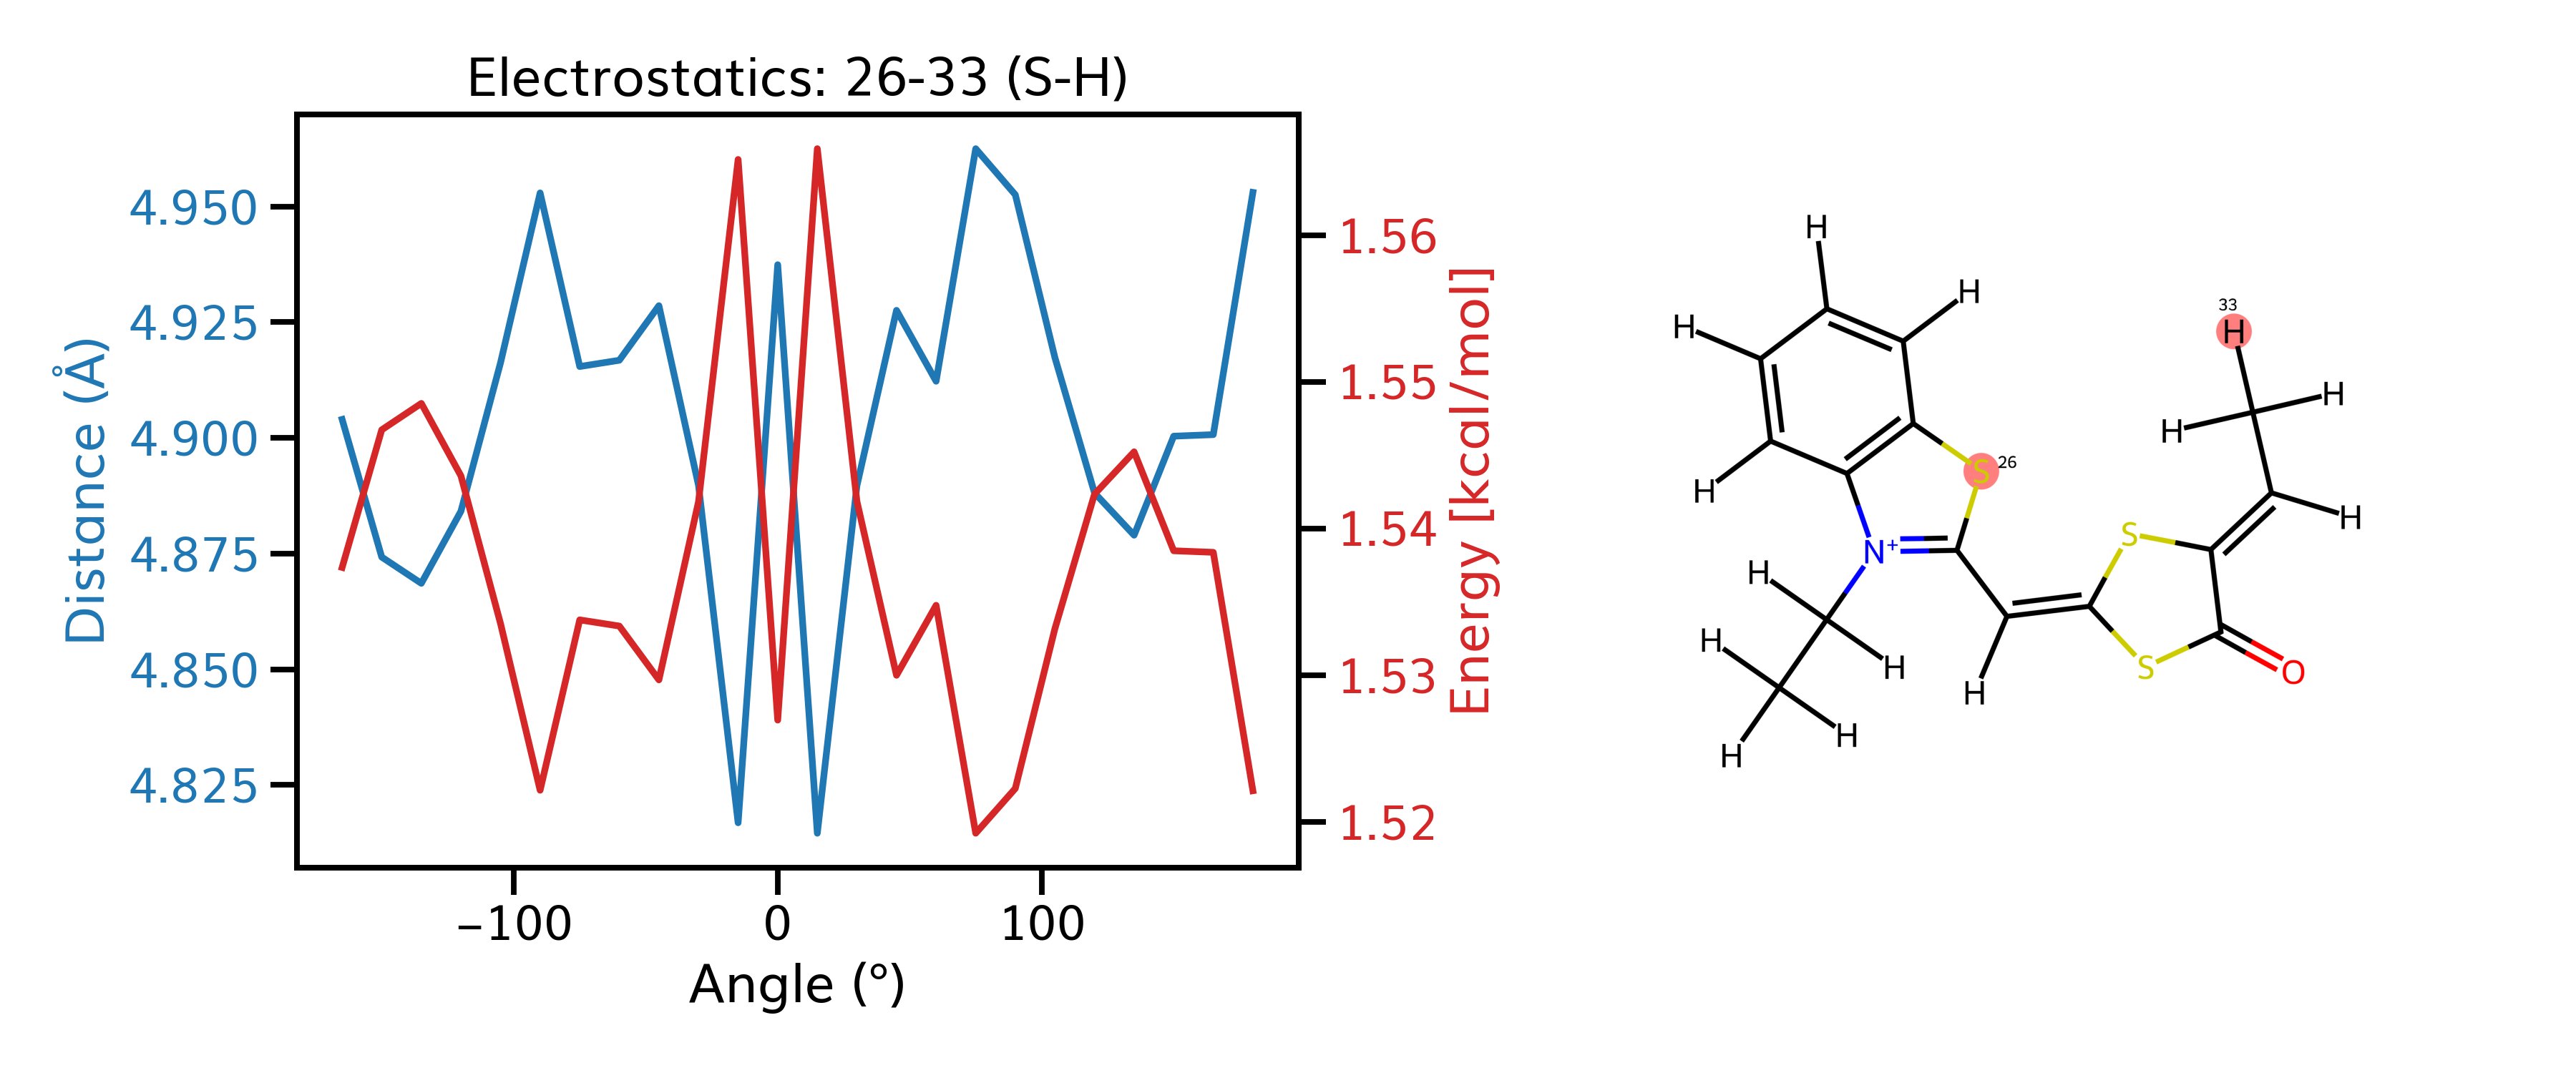 Electrostatics: 26-33 (S-H)
4.950
4.925
4.900
4.875
4.850
4.825
Distance (Å)
1.56
1.55
1.54
1.53
1.52
Energy [kcal/mol]
−100 0 100
Angle (°)
H
H
33
H
H
H
H
S 26
H
H
S
H
N+
H
H
H
S
O
H
H
H